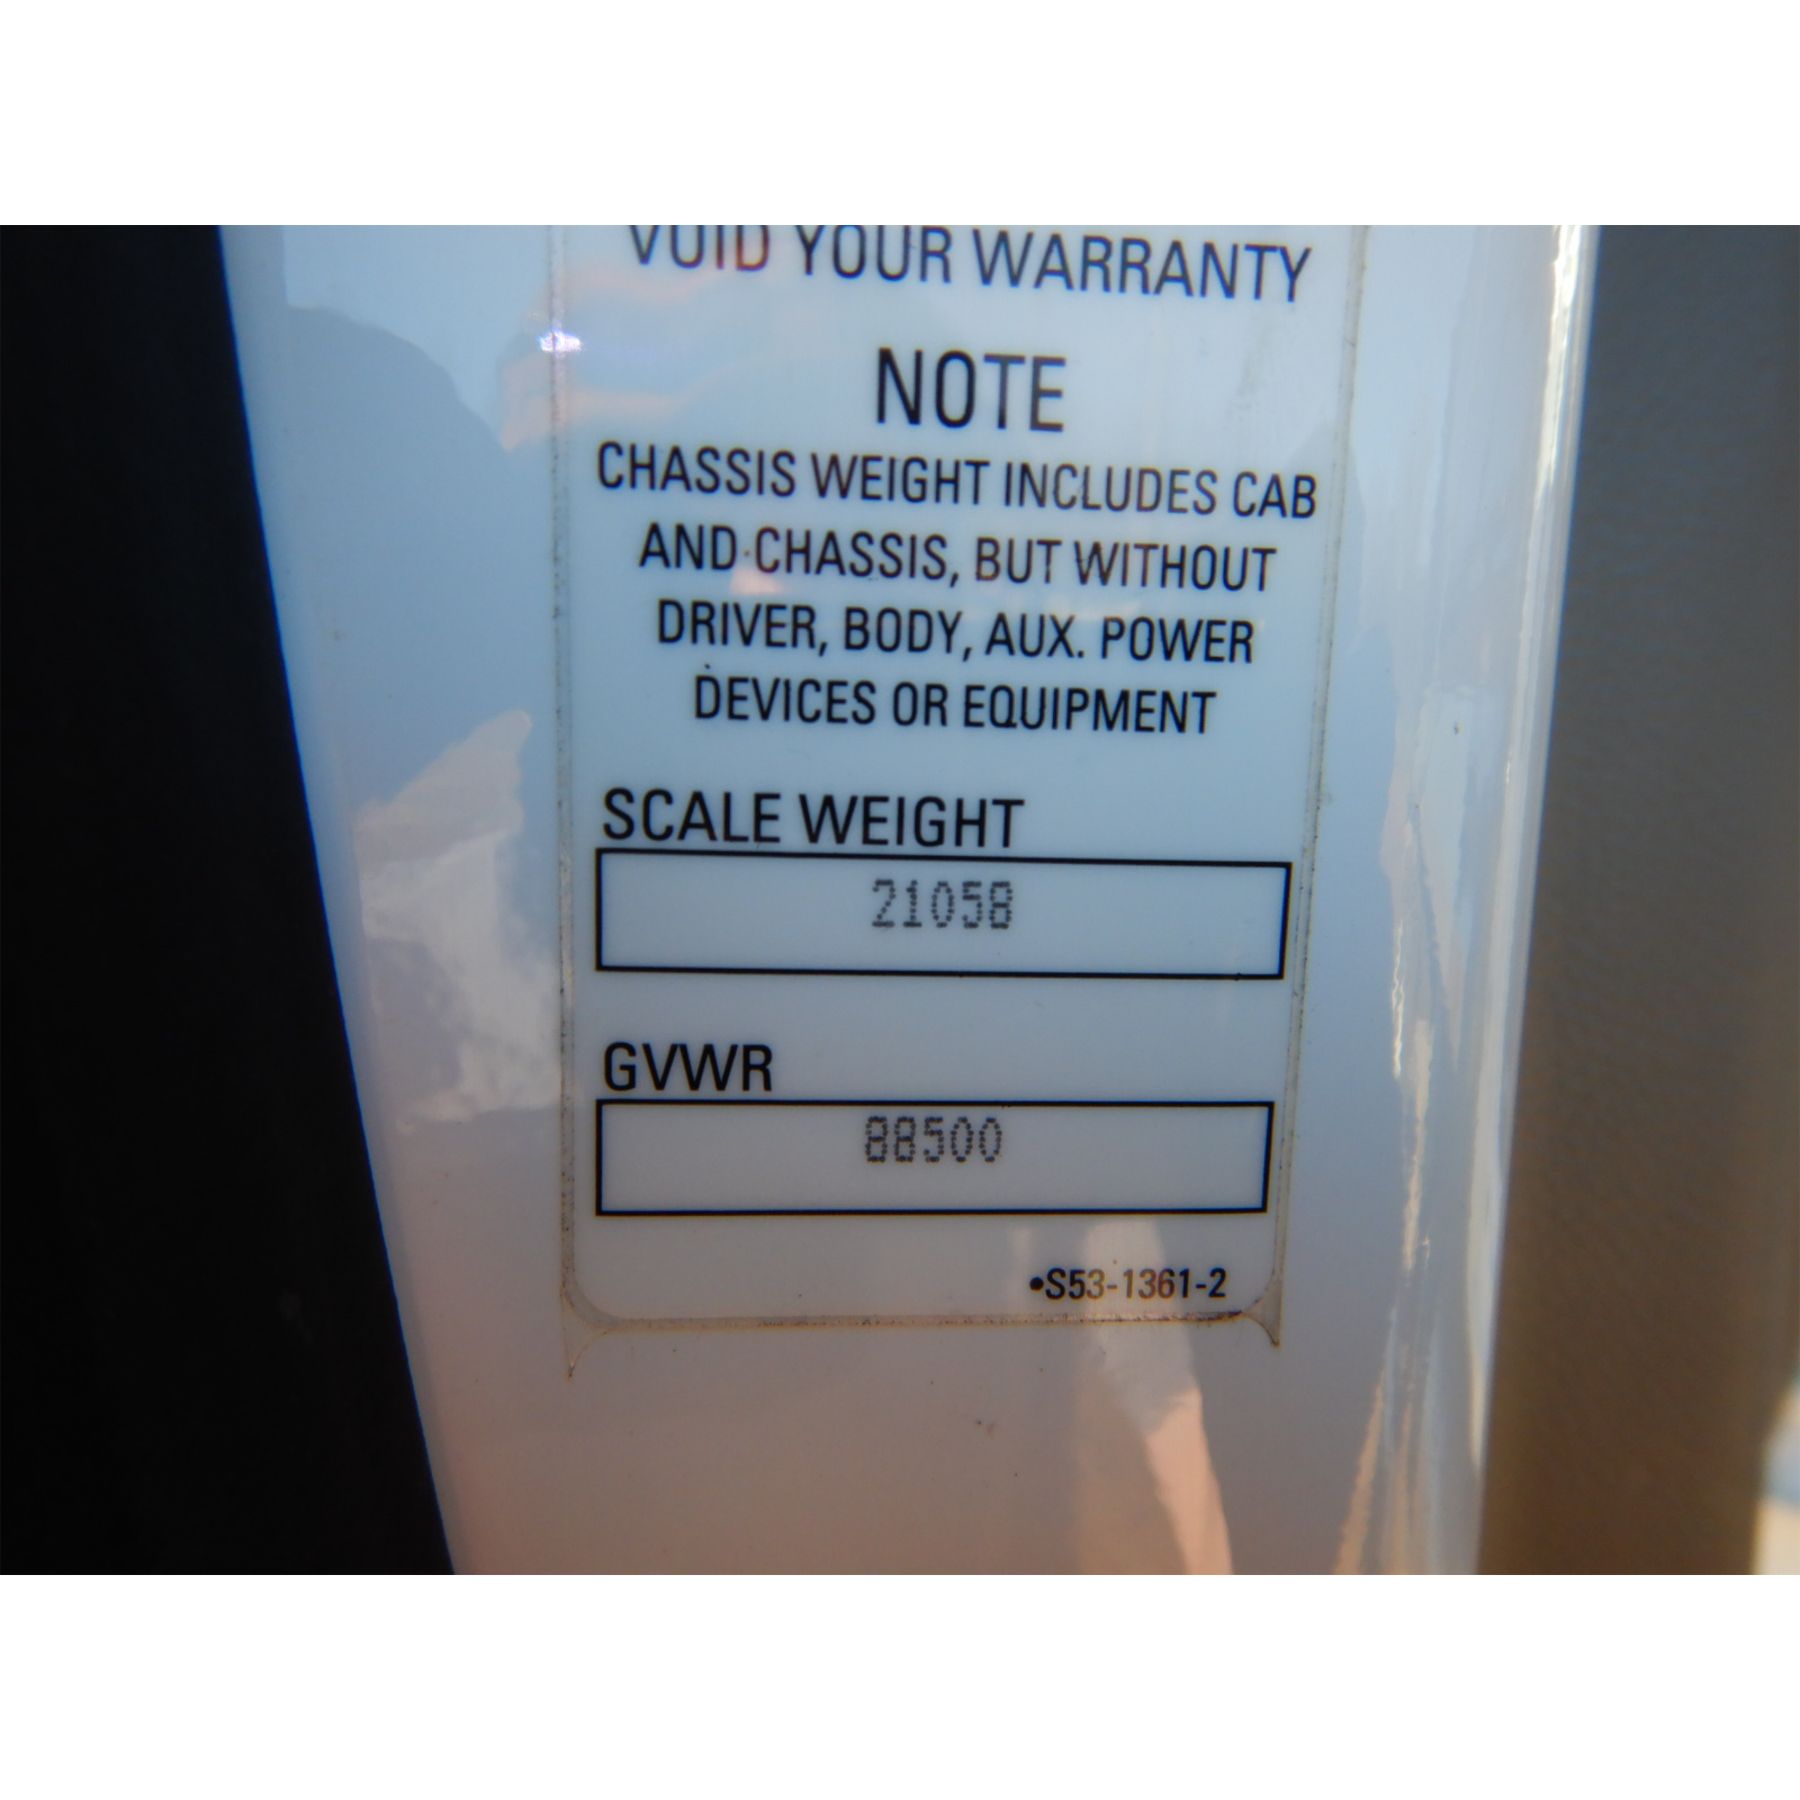 VOID YOUR WARRANTY
NOTE
CHASSIS WEIGHT INCLUDES CAB
AND CHASSIS, BUT WITHOUT
DRIVER, BODY, AUX. POWER
DEVICES OR EQUIPMENT
SCALE WEIGHT
21058
GVWR
88500
•S53-1361-2